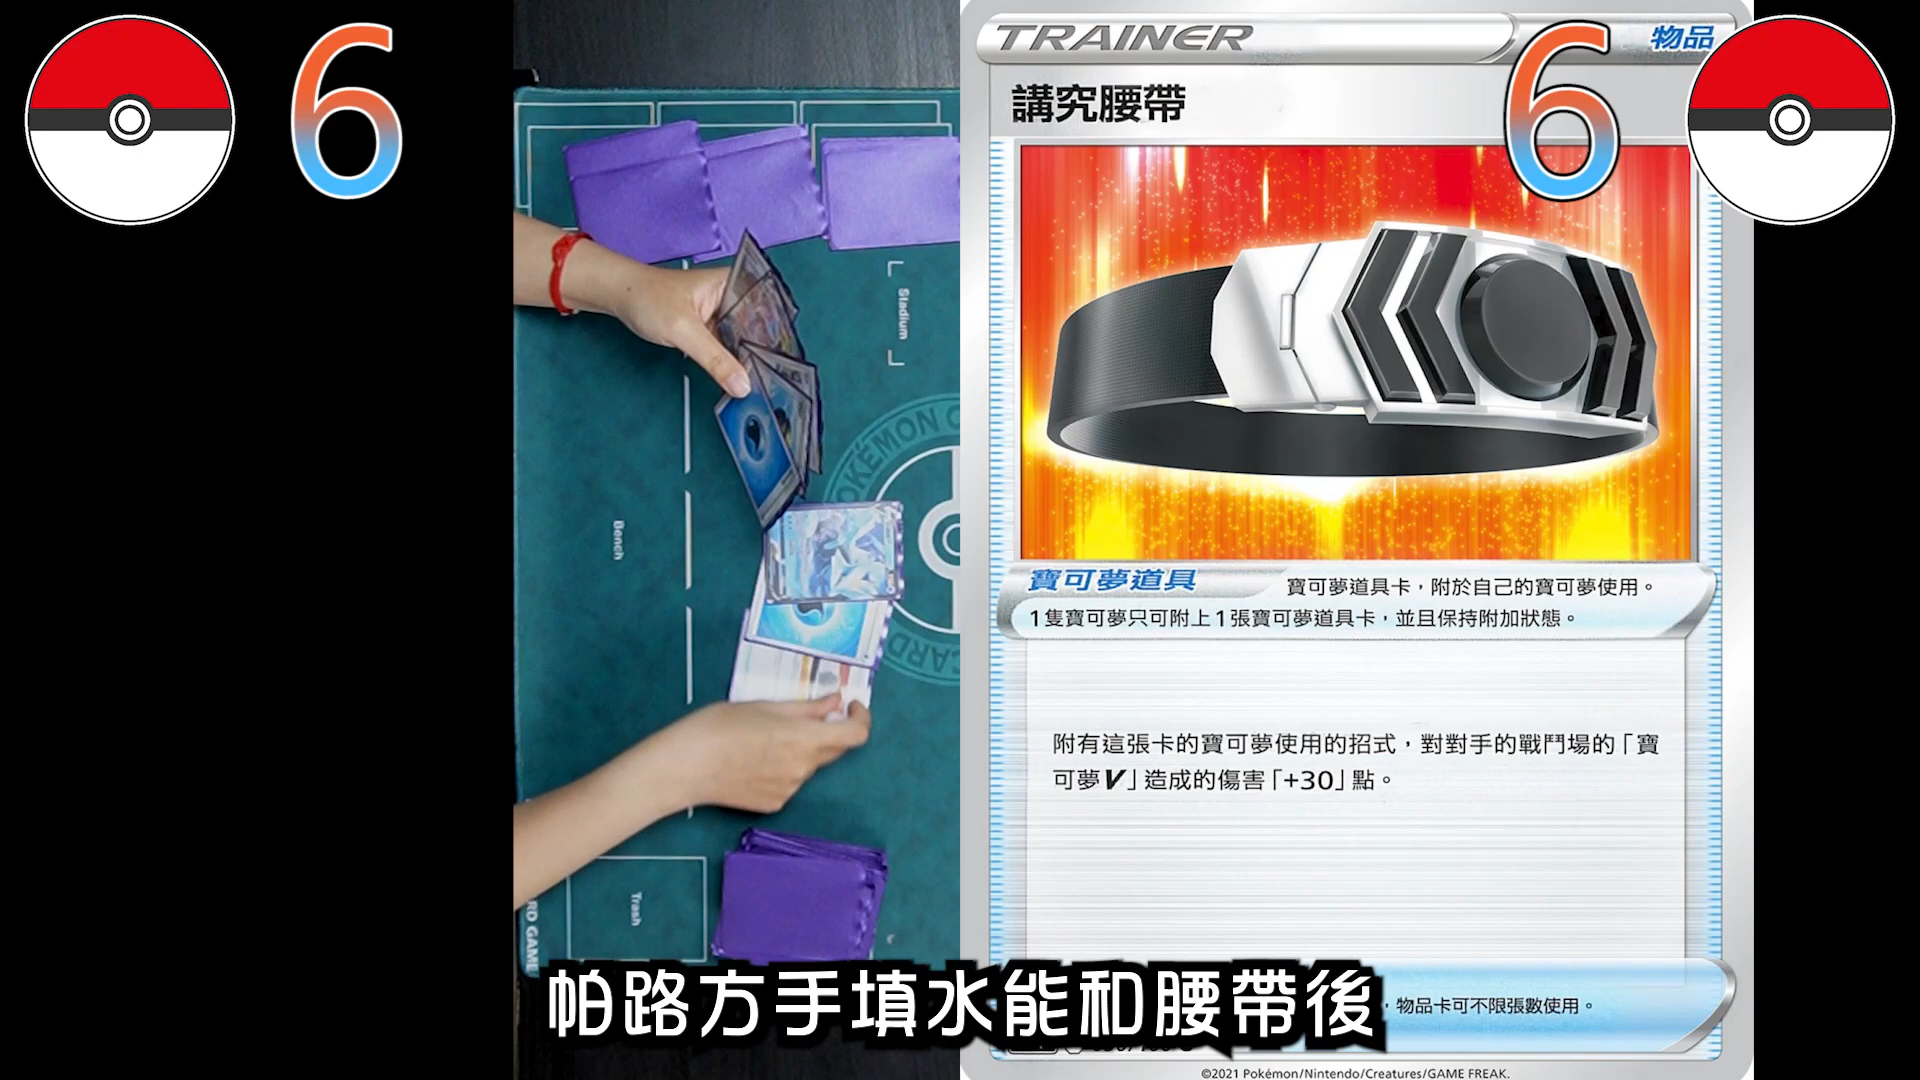 6
TRAINER
物品
6
講究腰帶
Stadium
POKÉMON C
Bench
CARD
寶可夢道具
寶可夢道具卡，附於自己的寶可夢使用。
1隻寶可夢只可附上1張寶可夢道具卡，並且保持附加狀態。
附有這張卡的寶可夢使用的招式，對對手的戰鬥場的「寶
可夢V」造成的傷害「+30」點。
Trash
RD GAME
帕路方手填水能和腰帶後
，物品卡可不限張數使用。
©2021 Pokémon/Nintendo/Creatures/GAME FREAK.